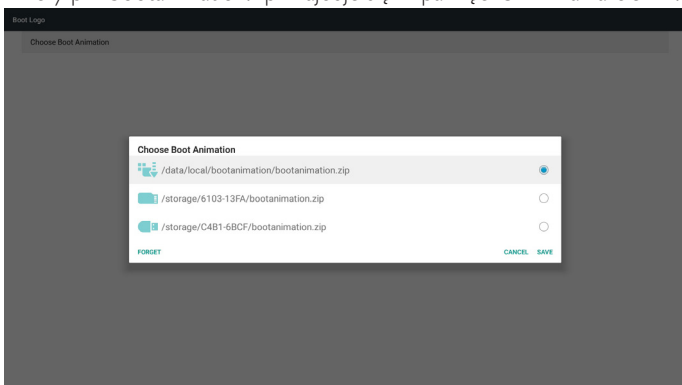 Boot Logo
Choose Boot Animation
Choose Boot Animation
/data/local/bootanimation/bootanimation.zip
/storage/6103-13FA/bootanimation.zip
/storage/C4B1-6BCF/bootanimation.zip
FORGET CANCEL SAVE